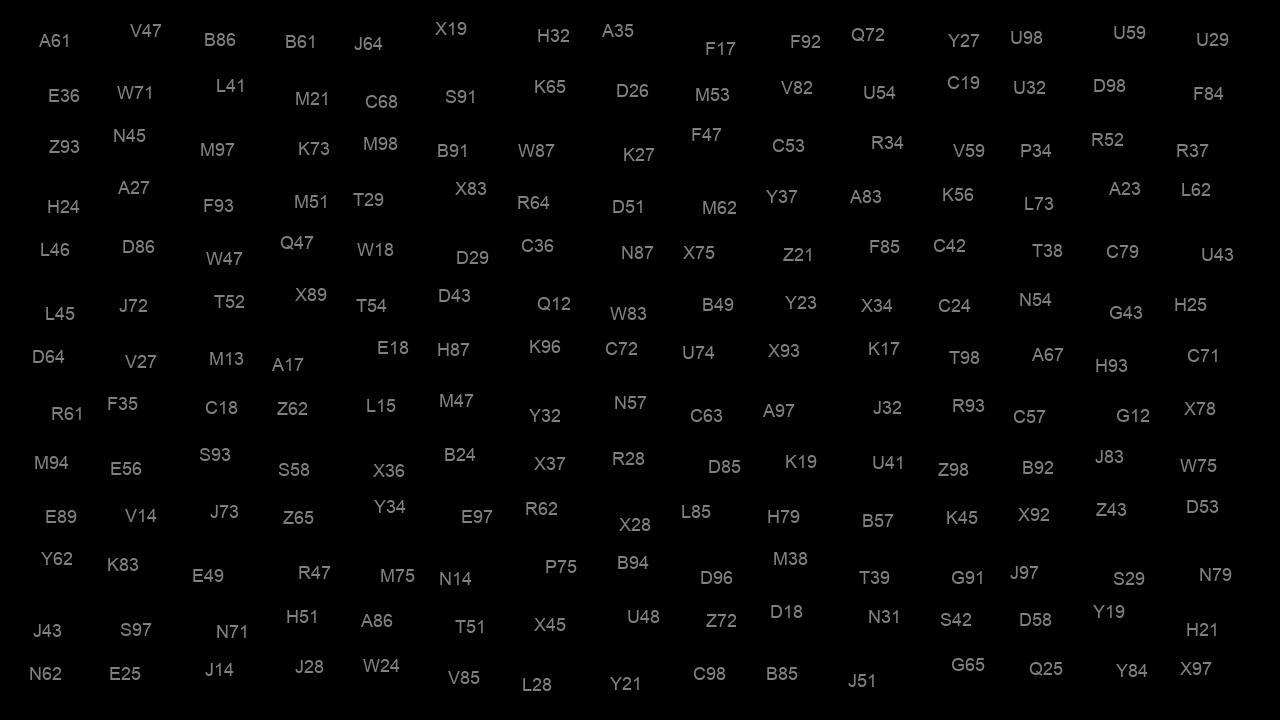 A61 V47 B86 B61 J64 X19 H32 A35 F17 F92 Q72 Y27 U98 U59 U29
E36 W71 L41 M21 C68 S91 K65 D26 M53 V82 U54 C19 U32 D98 F84
Z93 N45 M97 K73 M98 B91 W87 K27 F47 C53 R34 V59 P34 R52 R37
H24 A27 F93 M51 T29 X83 R64 D51 M62 Y37 A83 K56 L73 A23 L62
L46 D86 W47 Q47 W18 D29 C36 N87 X75 Z21 F85 C42 T38 C79 U43
L45 J72 T52 X89 T54 D43 Q12 W83 B49 Y23 X34 C24 N54 G43 H25
D64 V27 M13 A17 E18 H87 K96 C72 U74 X93 K17 T98 A67 H93 C71
R61 F35 C18 Z62 L15 M47 Y32 N57 C63 A97 J32 R93 C57 G12 X78
M94 E56 S93 S58 X36 B24 X37 R28 D85 K19 U41 Z98 B92 J83 W75
E89 V14 J73 Z65 Y34 E97 R62 X28 L85 H79 B57 K45 X92 Z43 D53
Y62 K83 E49 R47 M75 N14 P75 B94 D96 M38 T39 G91 J97 S29 N79
J43 S97 N71 H51 A86 T51 X45 U48 Z72 D18 N31 S42 D58 Y19 H21
N62 E25 J14 J28 W24 V85 L28 Y21 C98 B85 J51 G65 Q25 Y84 X97